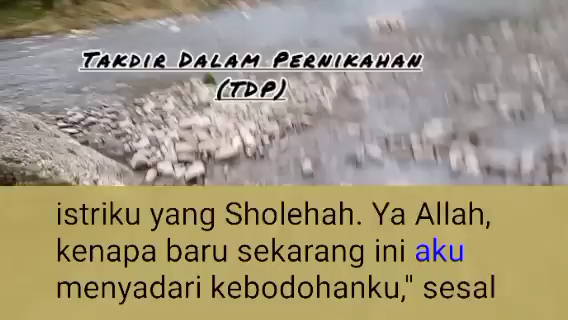 Takdir Dalam Pernikahan
(TDP)
istriku yang Sholehah. Ya Allah,
kenapa baru sekarang ini aku
menyadari kebodohanku," sesal